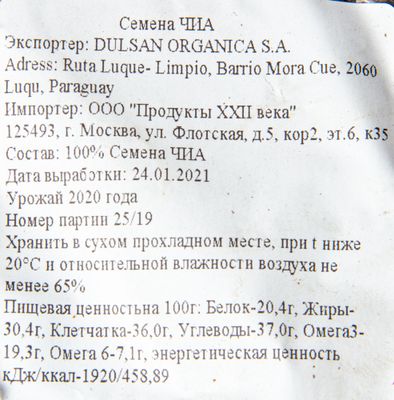 Семена ЧИА
Экспортер: DULSAN ORGANICA S.A.
Adress: Ruta Luque- Limpio, Barrio Mora Cue, 2060
Luqu, Paraguay
Импортер: ООО "Продукты XXII века"
125493, г. Москва, ул. Флотская, д.5, кор2, эт.6, к35
Состав: 100% Семена ЧИА
Дата выработки: 24.01.2021
Урожай 2020 года
Номер партии 25/19
Хранить в сухом прохладном месте, при t ниже
20°С и относительной влажности воздуха не
менее 65%
Пищевая ценностьна 100г: Белок-20,4г, Жиры-
30,4г, Клетчатка-36,0г, Углеводы-37,0г, Омега3-
19,3г, Омега 6-7,1г, энергетическая ценность
кДж/ккал-1920/458,89